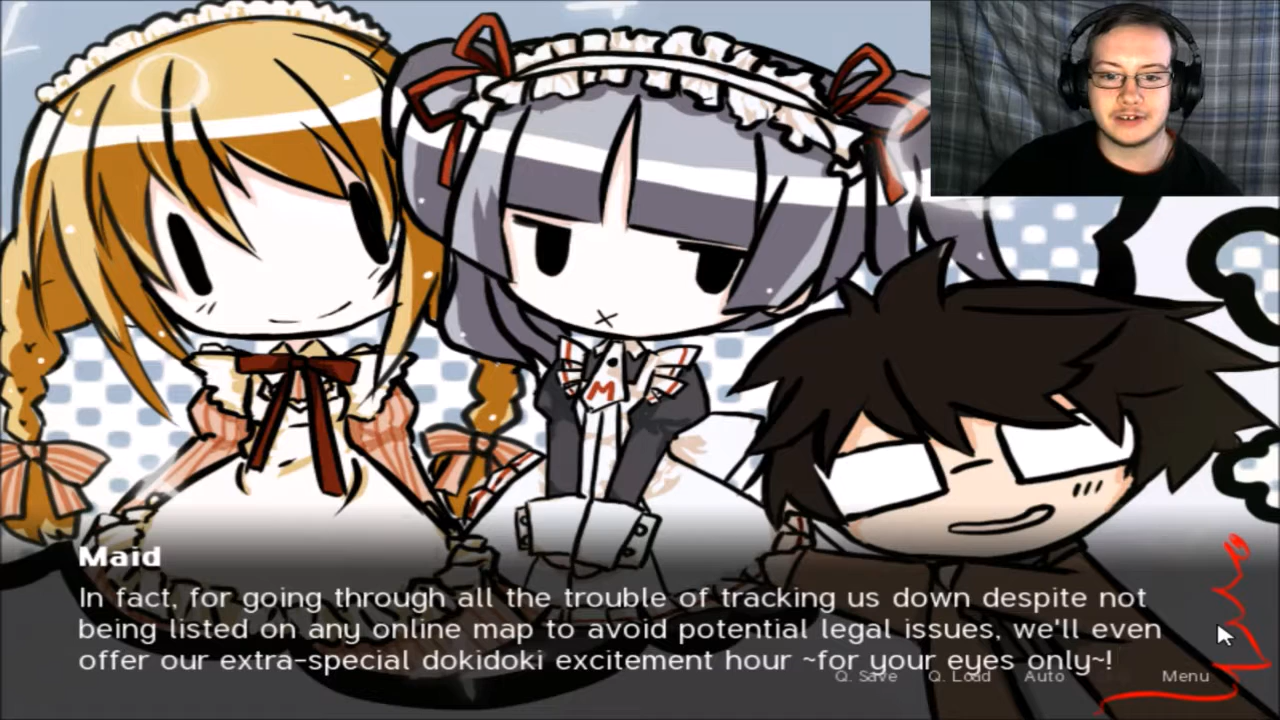 M
Maid
In fact, for going through all the trouble of tracking us down despite not
being listed on any online map to avoid potential legal issues, we'll even
offer our extra-special dokidoki excitement hour ~for your eyes only~!
Q. Save Q. Load Auto Menu